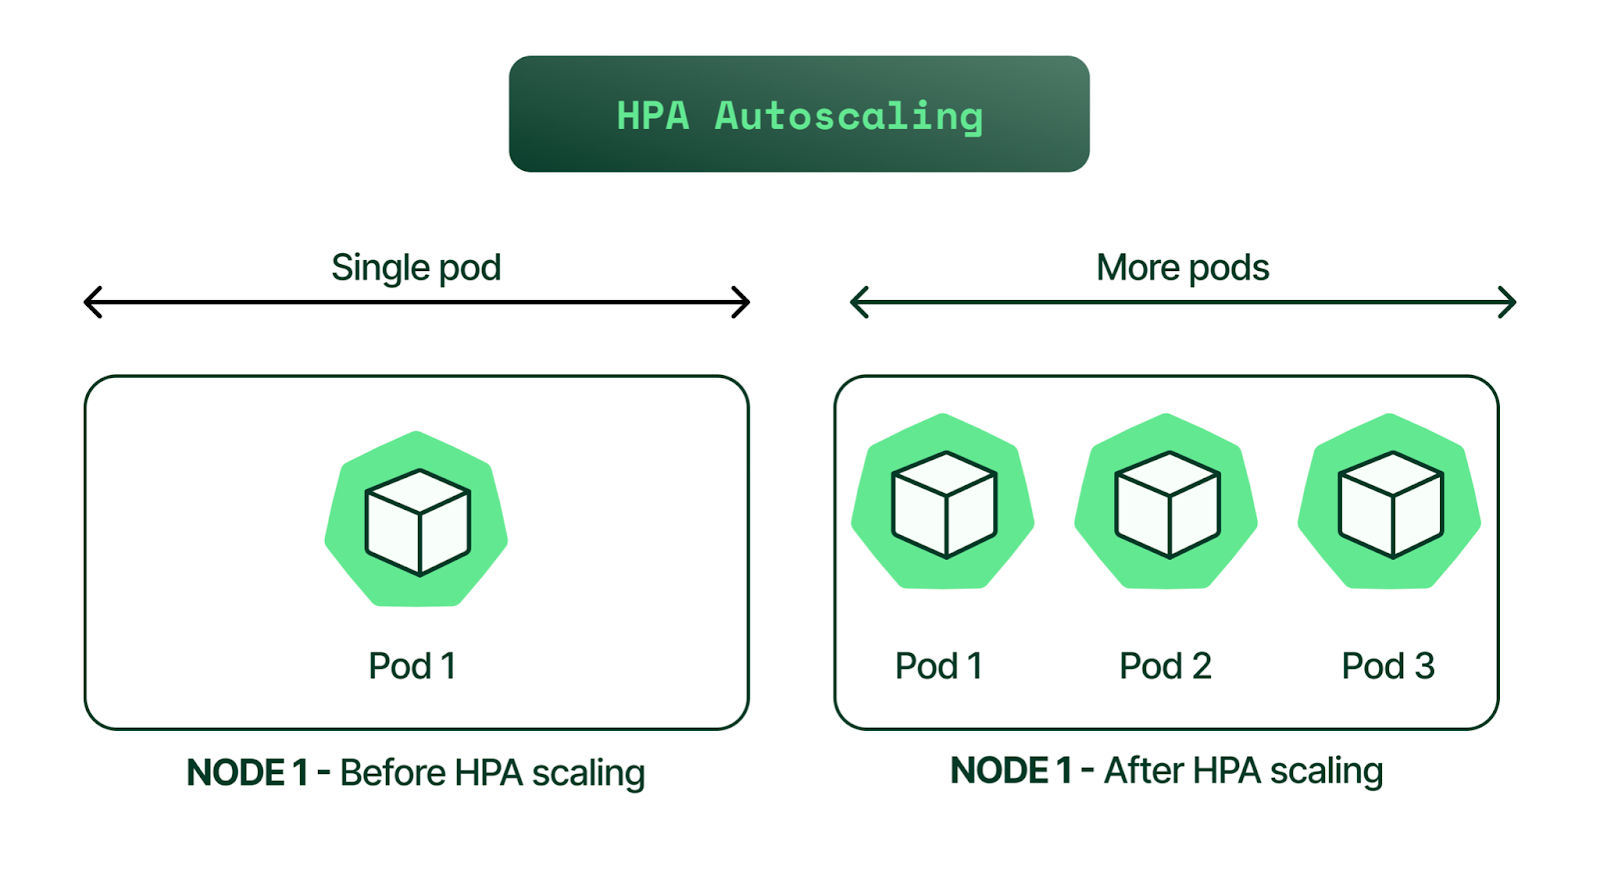 HPA Autoscaling
Single pod
More pods
Pod 1
Pod 1
Pod 2
Pod 3
NODE 1 - Before HPA scaling
NODE 1 - After HPA scaling